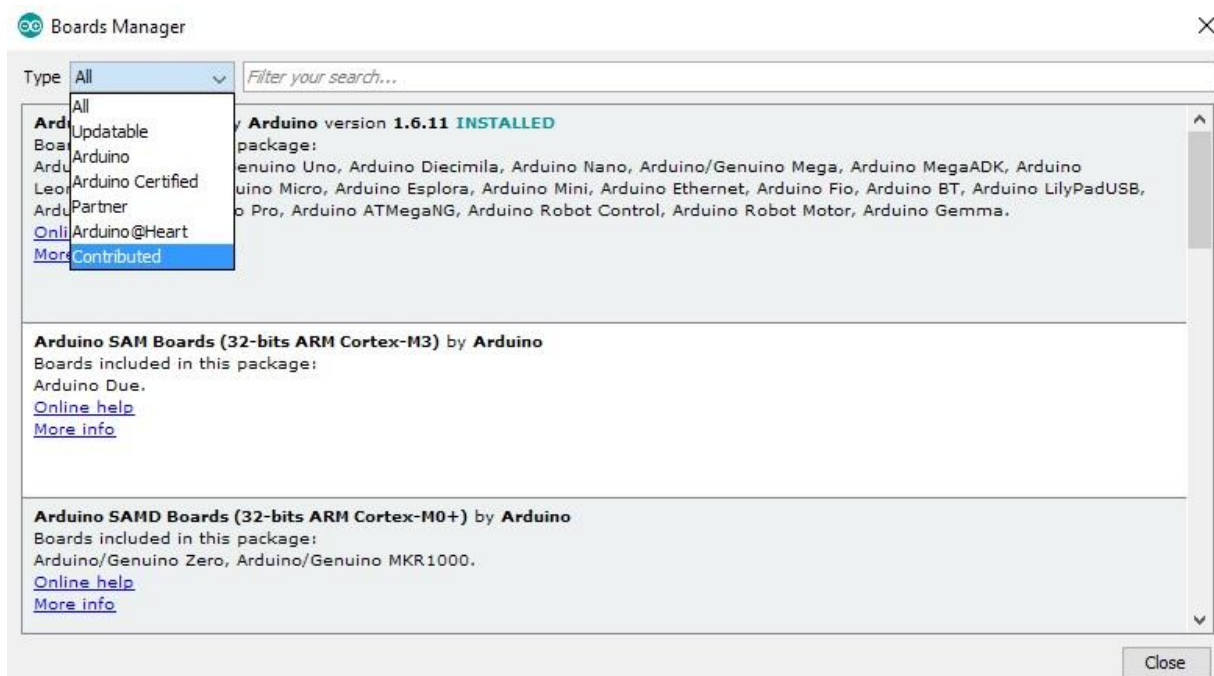 Boards Manager
Type All Filter your search...
All
Updatable
Arduino
Arduino Certified
Partner
Arduino@Heart
Contributed
Ard y Arduino version 1.6.11 INSTALLED
Boa package:
Ardu enuino Uno, Arduino Diecimila, Arduino Nano, Arduino/Genuino Mega, Arduino MegaADK, Arduino
Leon uino Micro, Arduino Esplora, Arduino Mini, Arduino Ethernet, Arduino Fio, Arduino BT, Arduino LilyPadUSB,
Ardu o Pro, Arduino ATMegaNG, Arduino Robot Control, Arduino Robot Motor, Arduino Gemma.
Onli
More
Arduino SAM Boards (32-bits ARM Cortex-M3) by Arduino
Boards included in this package:
Arduino Due.
Online help
More info
Arduino SAMD Boards (32-bits ARM Cortex-M0+) by Arduino
Boards included in this package:
Arduino/Genuino Zero, Arduino/Genuino MKR1000.
Online help
More info
Close